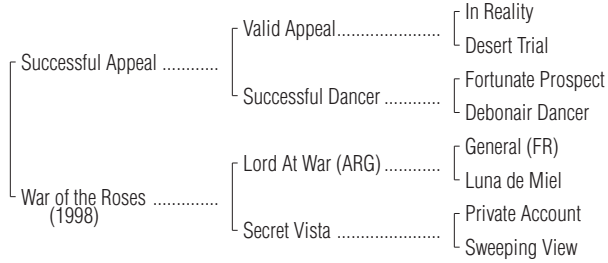 In Reality
Valid Appeal...................
Desert Trial
Successful Appeal ............
Fortunate Prospect
Successful Dancer ............
Debonair Dancer
General (FR)
Lord At War (ARG) ............
Luna de Miel
War of the Roses ..............
(1998)
Private Account
Secret Vista ....................
Sweeping View